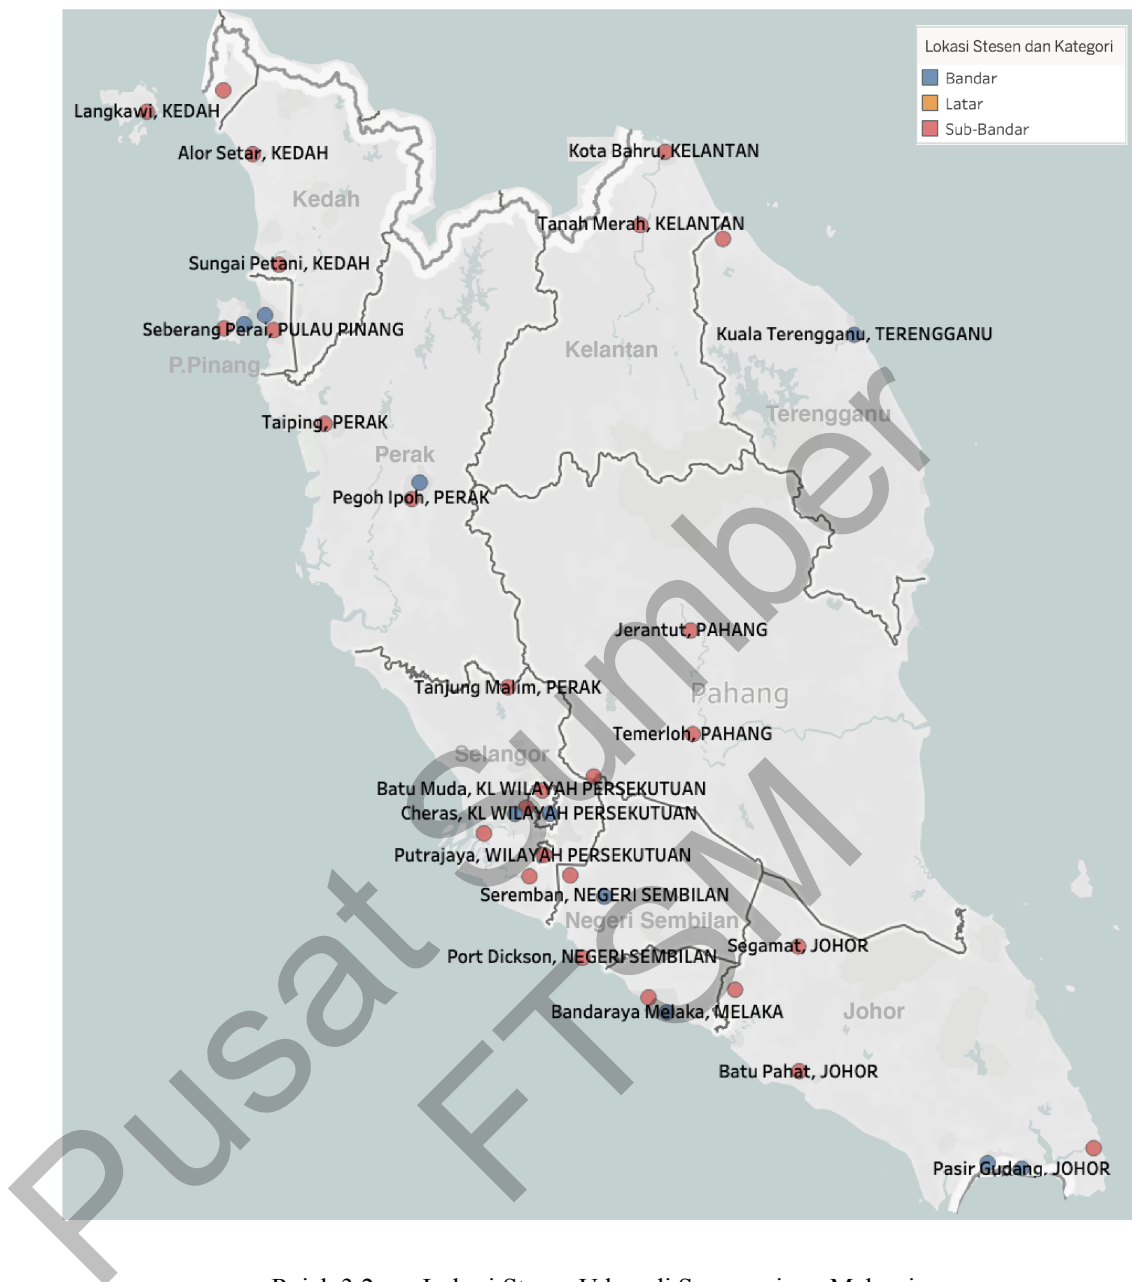 Lokasi Stesen dan Kategori
Bandar
Latar
Sub-Bandar
Langkawi, KEDAH
Alor Setar, KEDAH
Kota Bahru, KELANTAN
Kedah
Tanah Merah, KELANTAN
Sungai Petani, KEDAH
Seberang Perai, PULAU PINANG
Kuala Terengganu, TERENGGANU
Kelantan
P.Pinang
Terengganu
Taiping, PERAK
Perak
Pegoh Ipoh, PERAK
Jerantut, PAHANG
Tanjung Malim, PERAK
Pahang
Temerloh, PAHANG
Selangor
Batu Muda, KL WILAYAH PERSEKUTUAN
Cheras, KL WILAYAH PERSEKUTUAN
Putrajaya, WILAYAH PERSEKUTUAN
Seremban, NEGERI SEMBILAN
Negeri Sembilan
Segamat, JOHOR
Port Dickson, NEGERI SEMBILAN
Bandaraya Melaka, MELAKA
Johor
Batu Pahat, JOHOR
Pasir Gudang, JOHOR
Pusat Sumber
FTSM